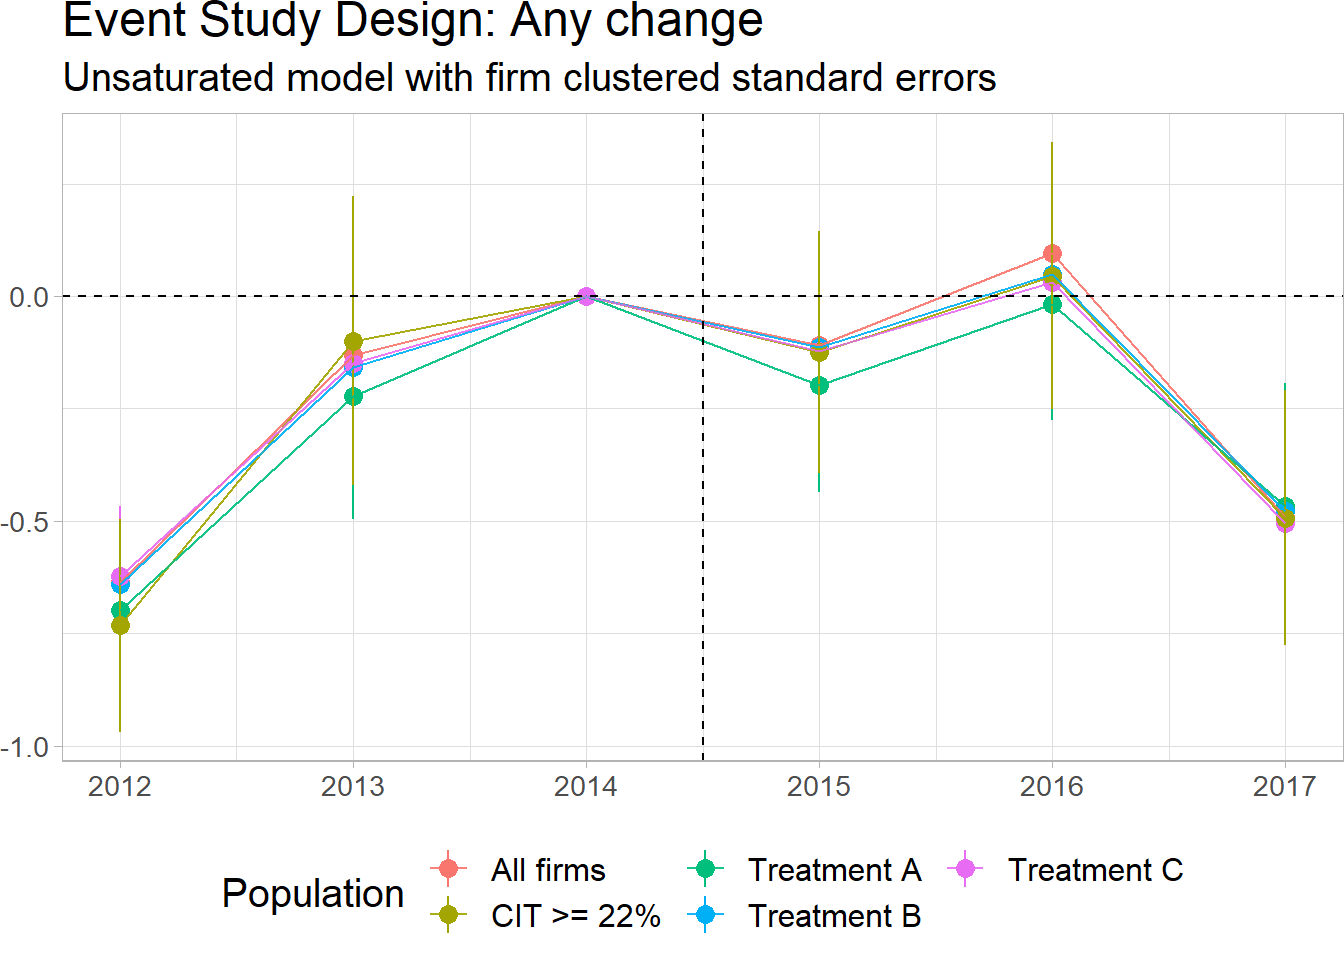 Event Study Design: Any change
Unsaturated model with firm clustered standard errors
0.0
-0.5
-1.0
2012 2013 2014 2015 2016 2017
Population
All firms Treatment A Treatment C
CIT >= 22% Treatment B